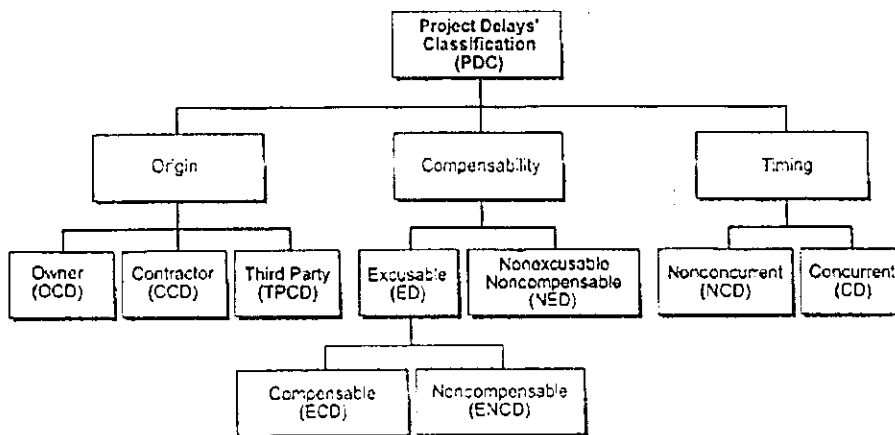 Project Delays'
Classification
(PDC)
Origin
Compensability
Timing
Owner
(OCD)
Contractor
(CCD)
Third Party
(TPCD)
Excusable
(ED)
Nonexcusable
Noncompensable
(NED)
Nonconcurrent
(NCD)
Concurrent
(CD)
Compensable
(ECD)
Noncompensable
(ENCD)